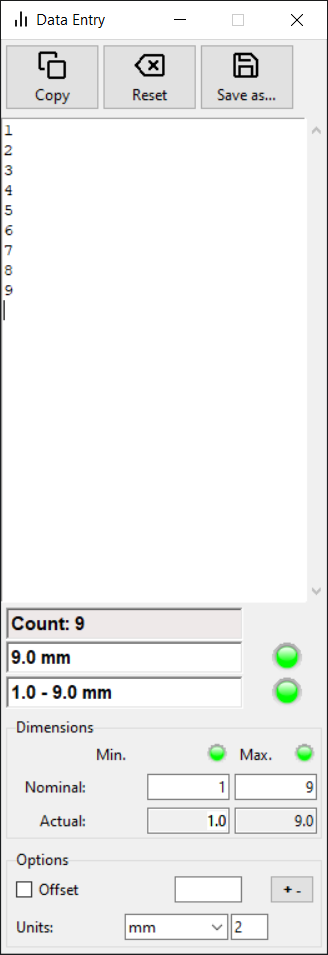 Data Entry
Copy Reset Save as...
1
2
3
4
5
6
7
8
9
Count: 9
9.0 mm
1.0 - 9.0 mm
Dimensions
Min. Max.
Nominal: 1 9
Actual: 1.0 9.0
Options
Offset + -
Units: mm 2